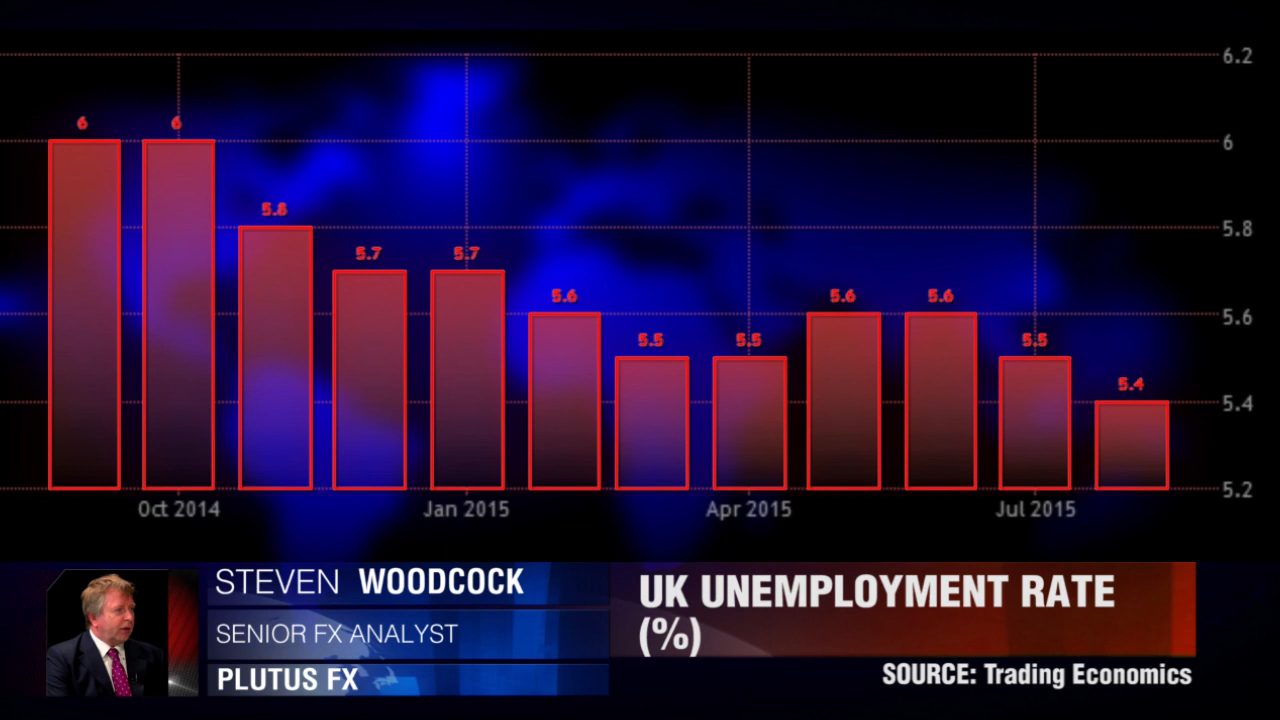 6.2
6
6
6
5.8
5.8
5.7
5.7
5.6
5.6
5.6
5.6
5.5
5.5
5.5
5.4
5.4
5.2
Oct 2014
Jan 2015
Apr 2015
Jul 2015
STEVEN WOODCOCK
SENIOR FX ANALYST
PLUTUS FX
UK UNEMPLOYMENT RATE
(%)
SOURCE: Trading Economics